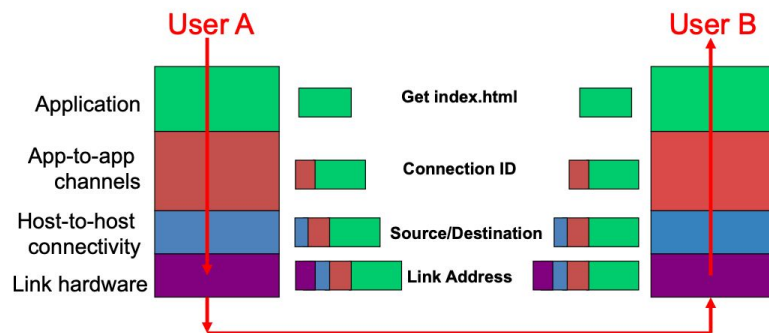 User A
User B
Application
Get index.html
App-to-app
channels
Connection ID
Host-to-host
connectivity
Source/Destination
Link hardware
Link Address